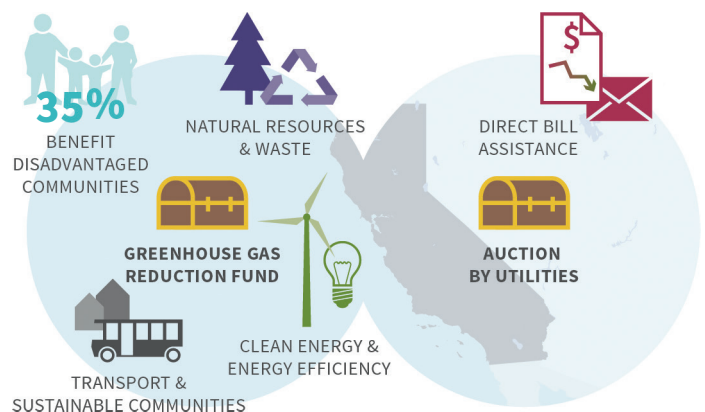 35%
BENEFIT
DISADVANTAGED
COMMUNITIES
NATURAL RESOURCES
& WASTE
$
DIRECT BILL
ASSISTANCE
GREENHOUSE GAS
REDUCTION FUND
AUCTION
BY UTILITIES
CLEAN ENERGY &
ENERGY EFFICIENCY
TRANSPORT &
SUSTAINABLE COMMUNITIES